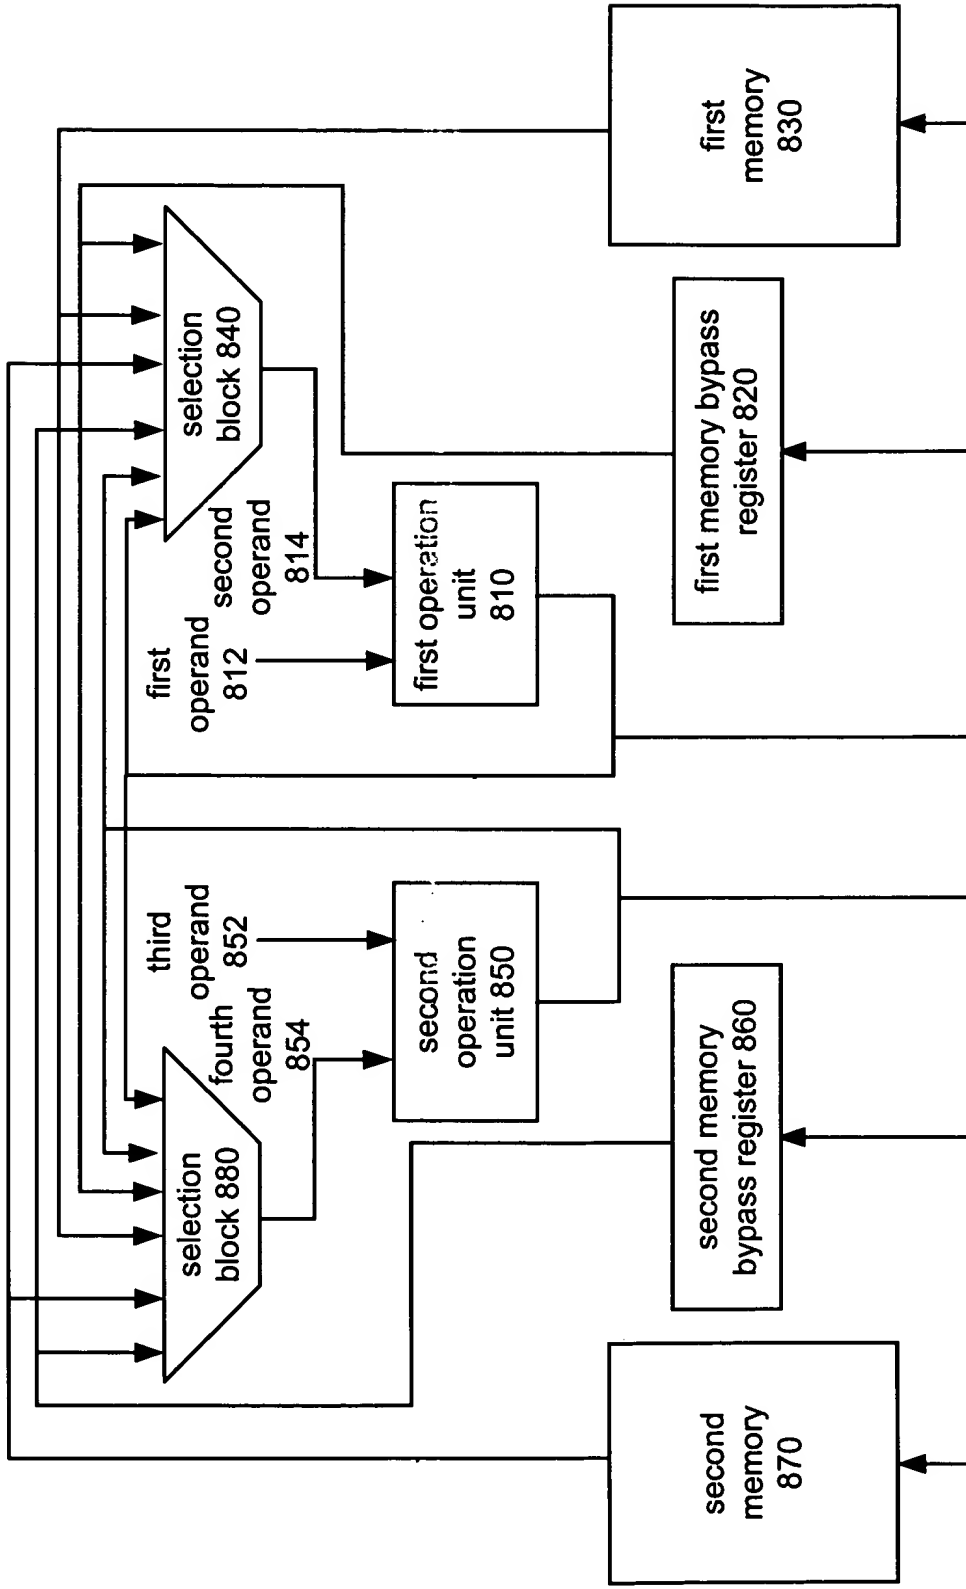 selection
block 880
fourth
operand
854
third
operand
852
second
operation
unit 850
second memory
bypass register 860
second
memory
870
selection
block 840
second
operand
814
first
operand
812
first operation
unit
810
first memory bypass
register 820
first
memory
830